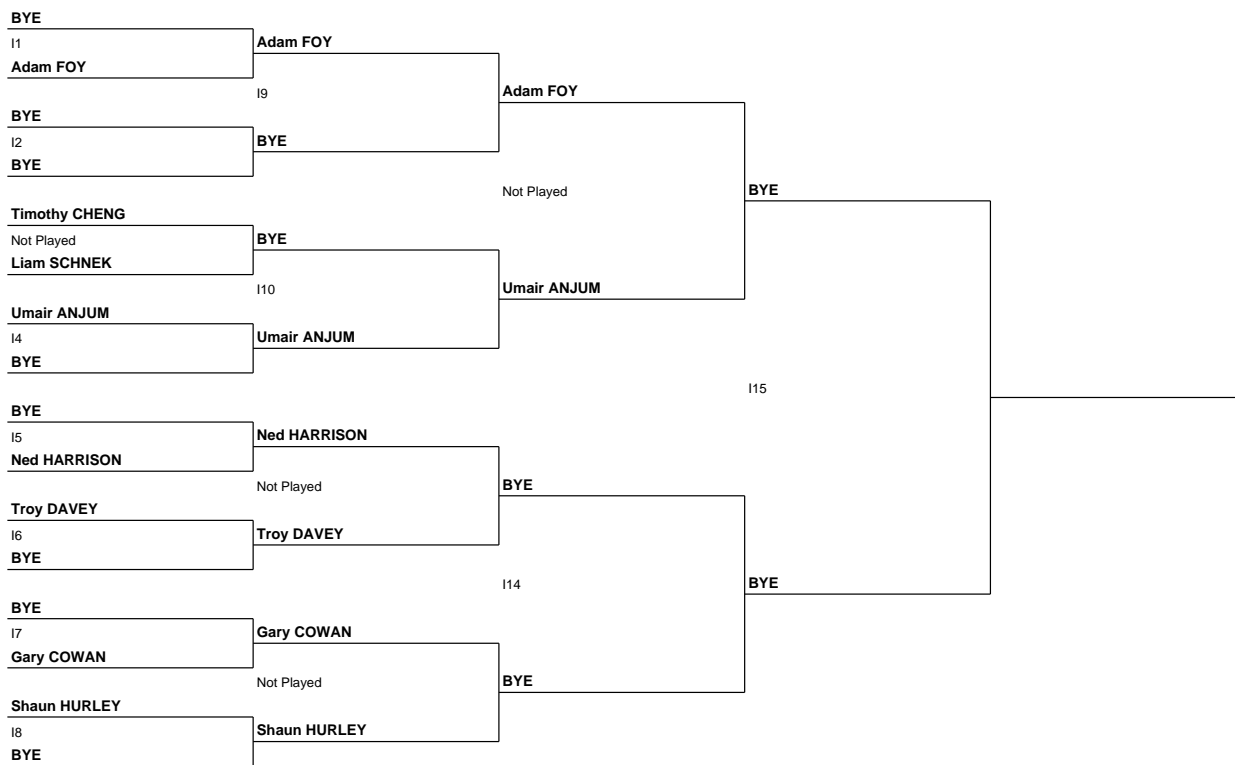 BYE
I1
Adam FOY
BYE
I2
BYE
Timothy CHENG
Not Played
Liam SCHNEK
Umair ANJUM
I4
BYE
BYE
I5
Ned HARRISON
Troy DAVEY
I6
BYE
BYE
I7
Gary COWAN
Shaun HURLEY
I8
BYE
Adam FOY
I9
BYE
BYE
I10
Umair ANJUM
Ned HARRISON
Not Played
Troy DAVEY
Gary COWAN
Not Played
Shaun HURLEY
Adam FOY
Not Played
Umair ANJUM
BYE
I14
BYE
BYE
I15
BYE